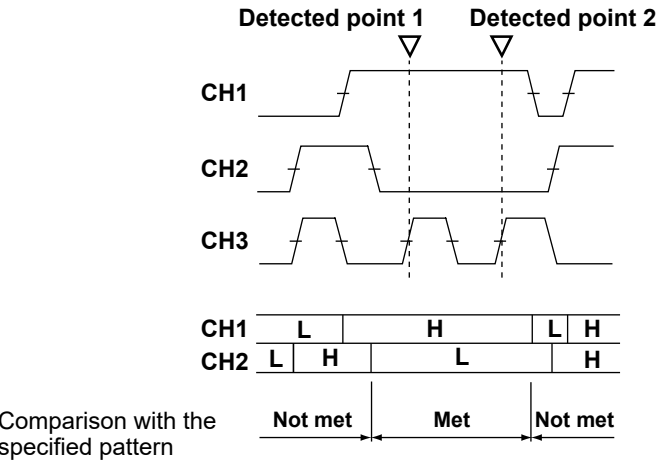 Detected point 1 Detected point 2
CH1
CH2
CH3
CH1 L H L H
CH2 L H L H
Comparison with the specified pattern
Not met Met Not met